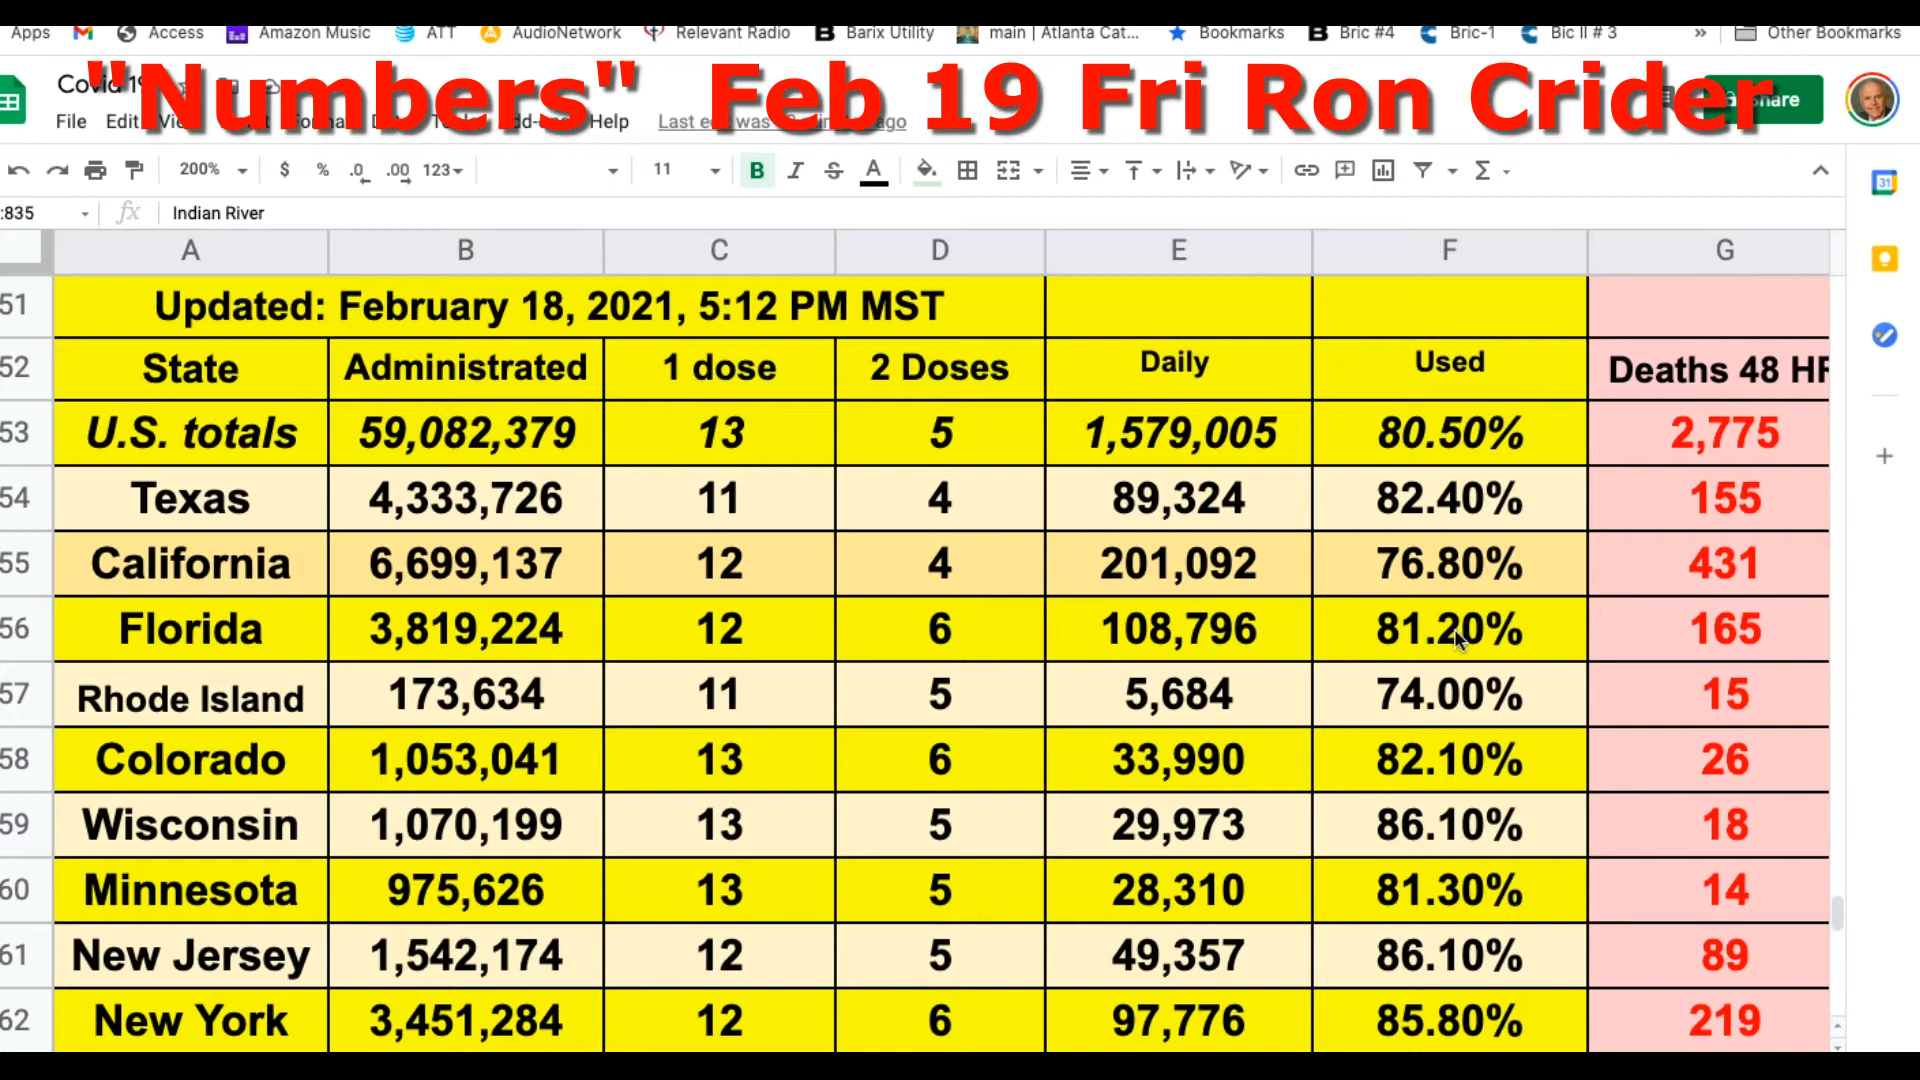 Apps Access Amazon Music ATT AudioNetwork Relevant Radio Barix Utility main | Atlanta Cat... Bookmarks Bric #4 Bric-1 Bic II # 3 » Other Bookmarks
"Numbers" Feb 19 Fri Ron Crider
Covid 19
File Edit Help
200% $ % .0 .00 123 11 B I S A
:835 fx Indian River
A B C D E F G
51 Updated: February 18, 2021, 5:12 PM MST
52 State Administrated 1 dose 2 Doses Daily Used Deaths 48 HR
53 U.S. totals 59,082,379 13 5 1,579,005 80.50% 2,775
54 Texas 4,333,726 11 4 89,324 82.40% 155
55 California 6,699,137 12 4 201,092 76.80% 431
56 Florida 3,819,224 12 6 108,796 81.20% 165
57 Rhode Island 173,634 11 5 5,684 74.00% 15
58 Colorado 1,053,041 13 6 33,990 82.10% 26
59 Wisconsin 1,070,199 13 5 29,973 86.10% 18
60 Minnesota 975,626 13 5 28,310 81.30% 14
61 New Jersey 1,542,174 12 5 49,357 86.10% 89
62 New York 3,451,284 12 6 97,776 85.80% 219